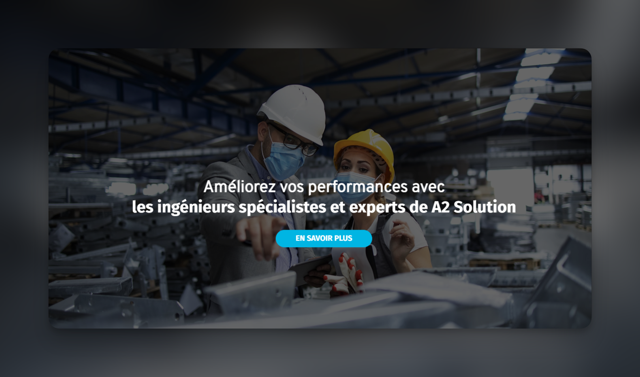 Améliorez vos performances avec
les ingénieurs spécialistes et experts de A2 Solution
EN SAVOIR PLUS